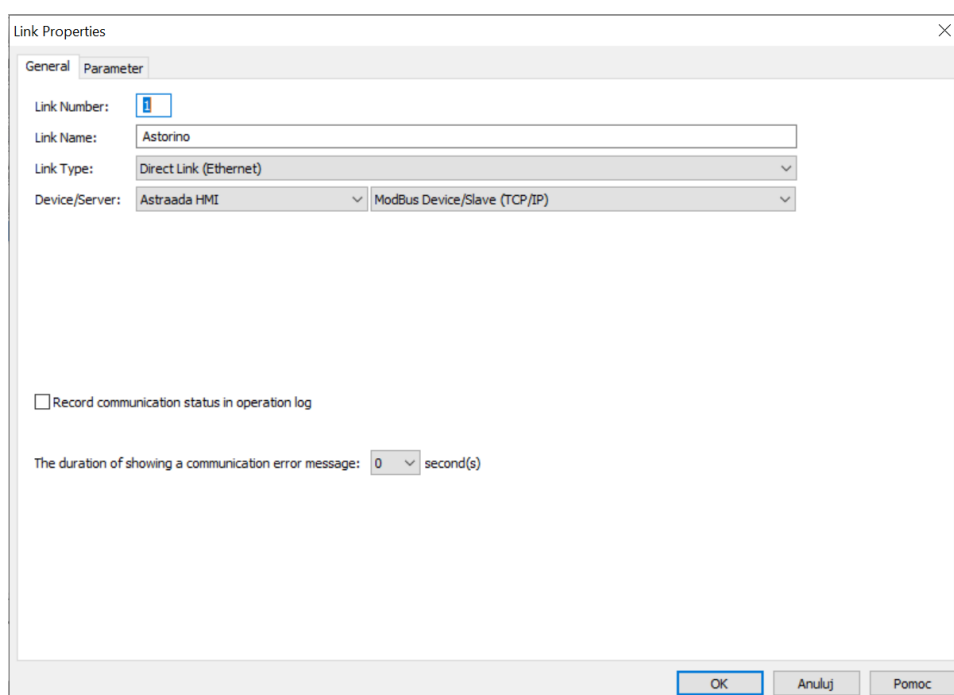 Link Properties
General Parameter
Link Number: 1
Link Name: Astorino
Link Type: Direct Link (Ethernet)
Device/Server: Astraada HMI ModBus Device/Slave (TCP/IP)
Record communication status in operation log
The duration of showing a communication error message: 0 second(s)
OK Anuluj Pomoc